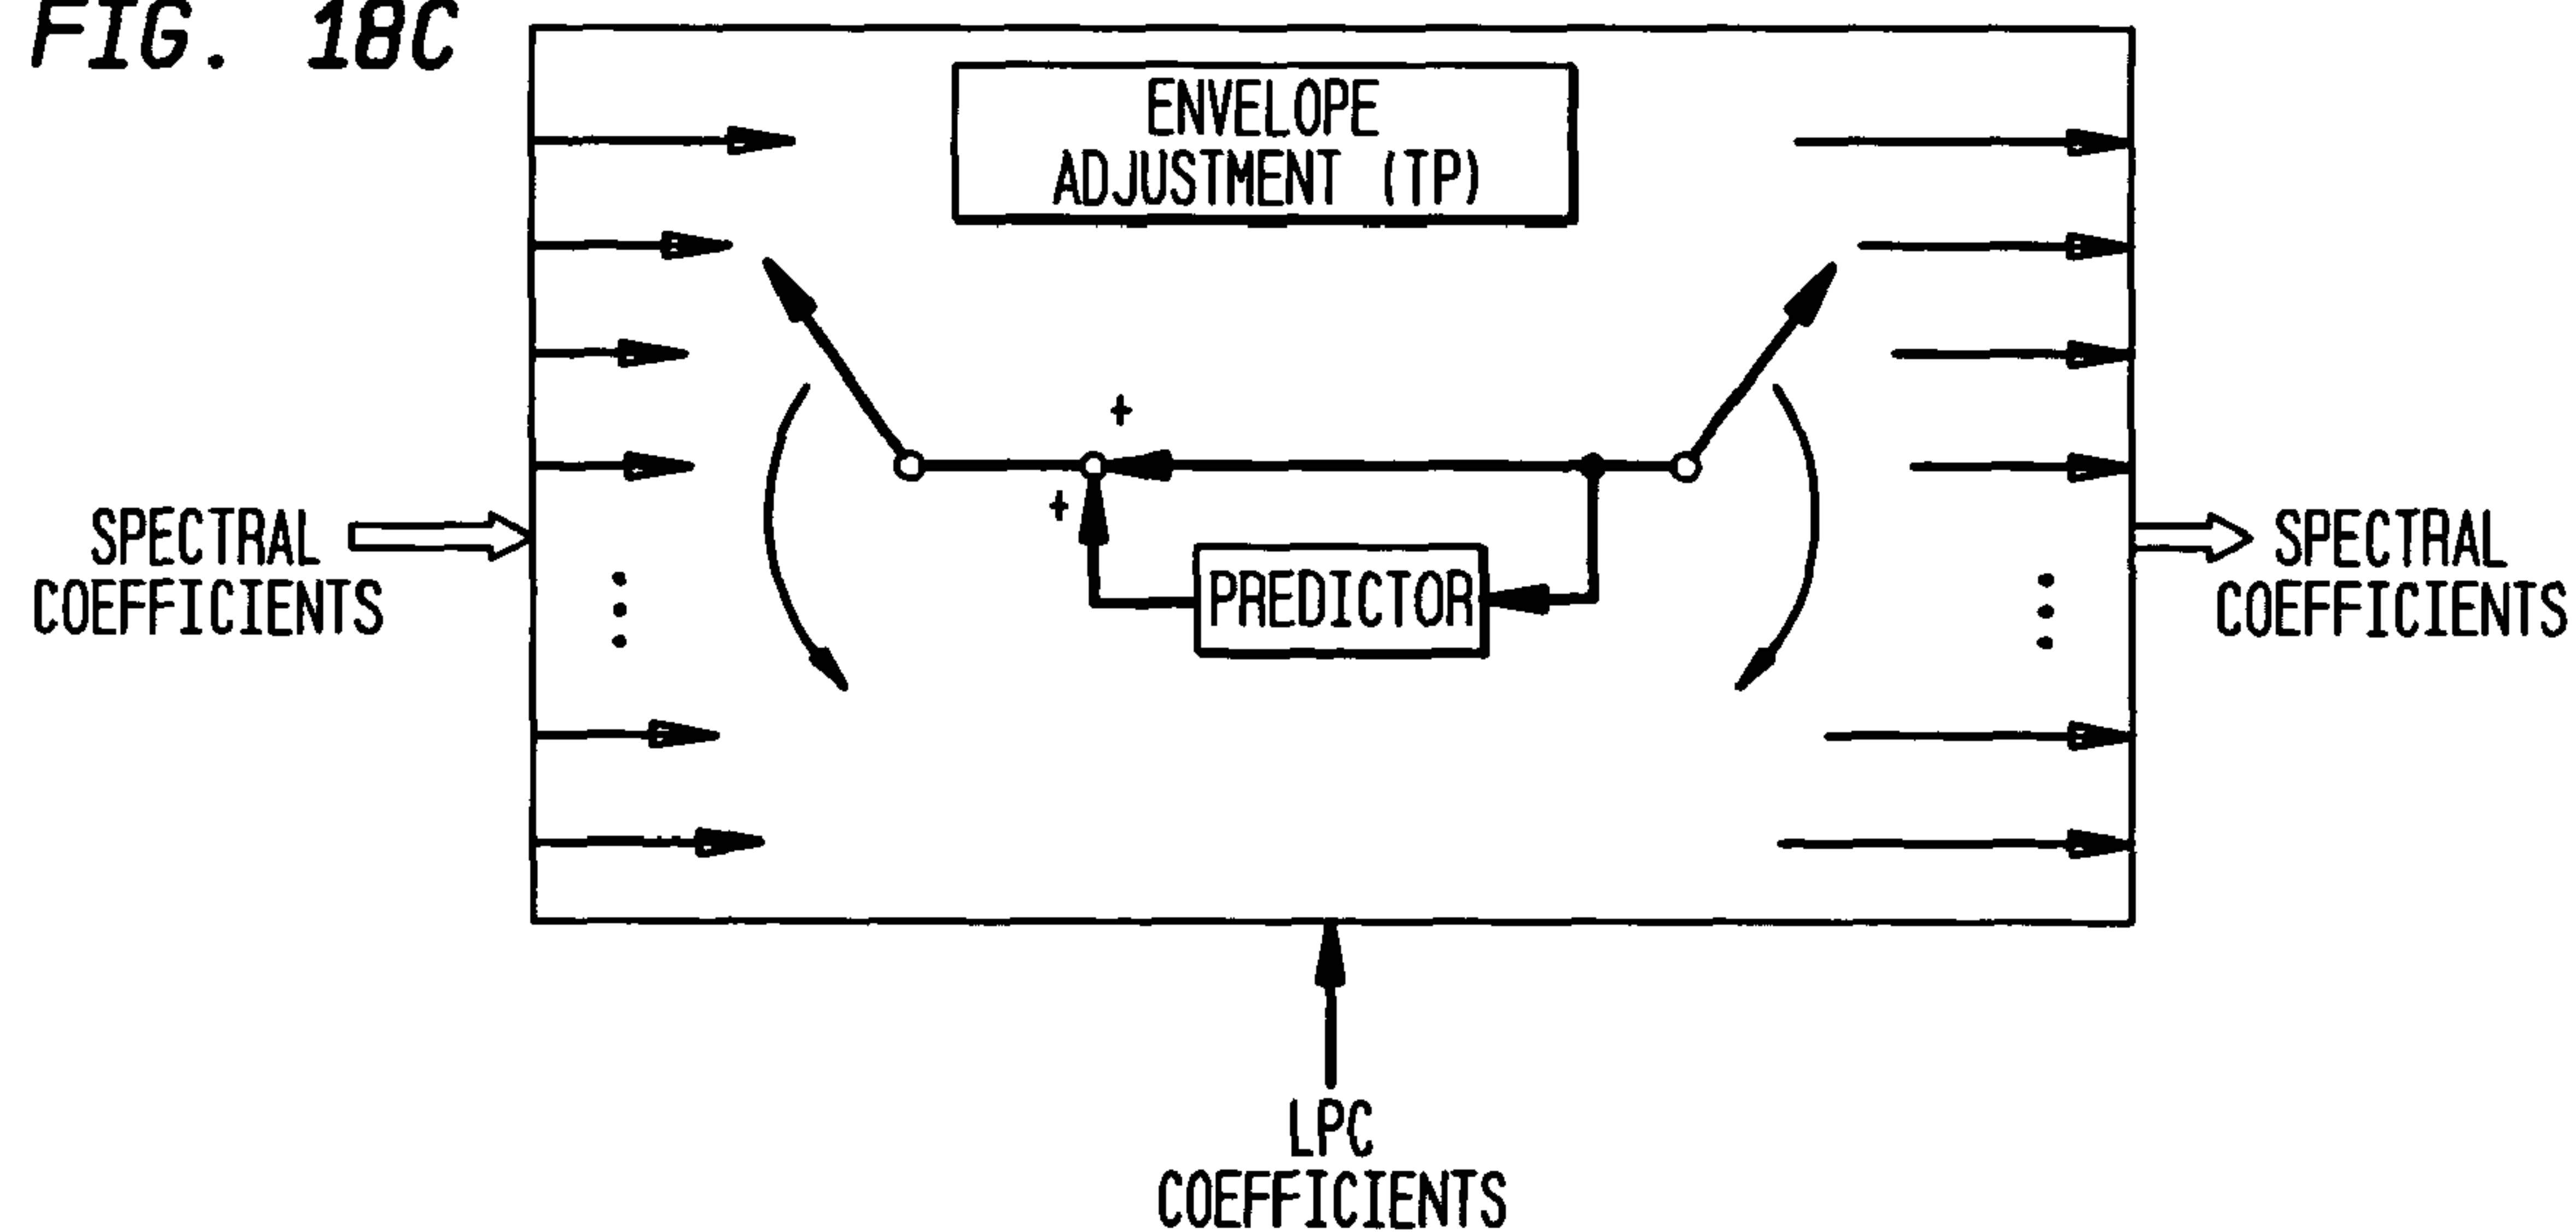 FIG. 18C
ENVELOPE
ADJUSTMENT (TP)
+
+
SPECTRAL
COEFFICIENTS
PREDICTOR
SPECTRAL
COEFFICIENTS
LPC
COEFFICIENTS